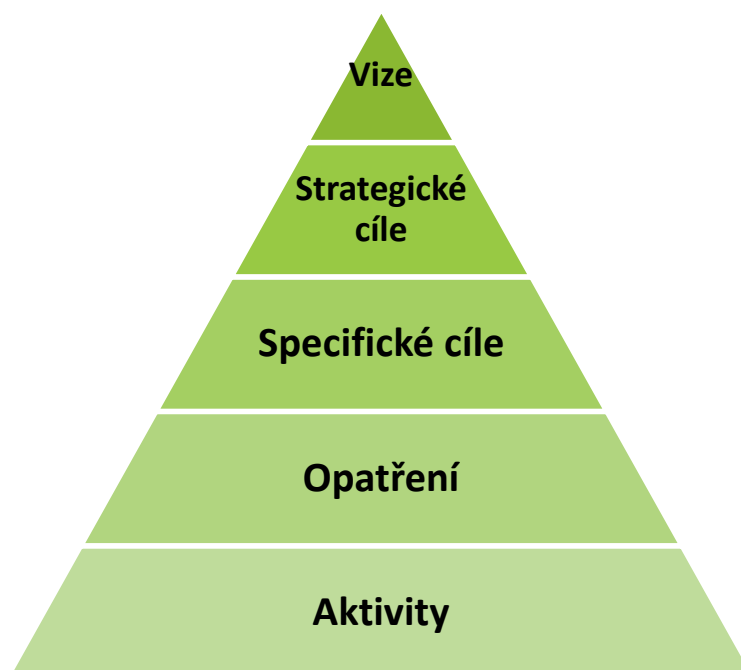 Vize
Strategické
cíle
Specifické cíle
Opatření
Aktivity